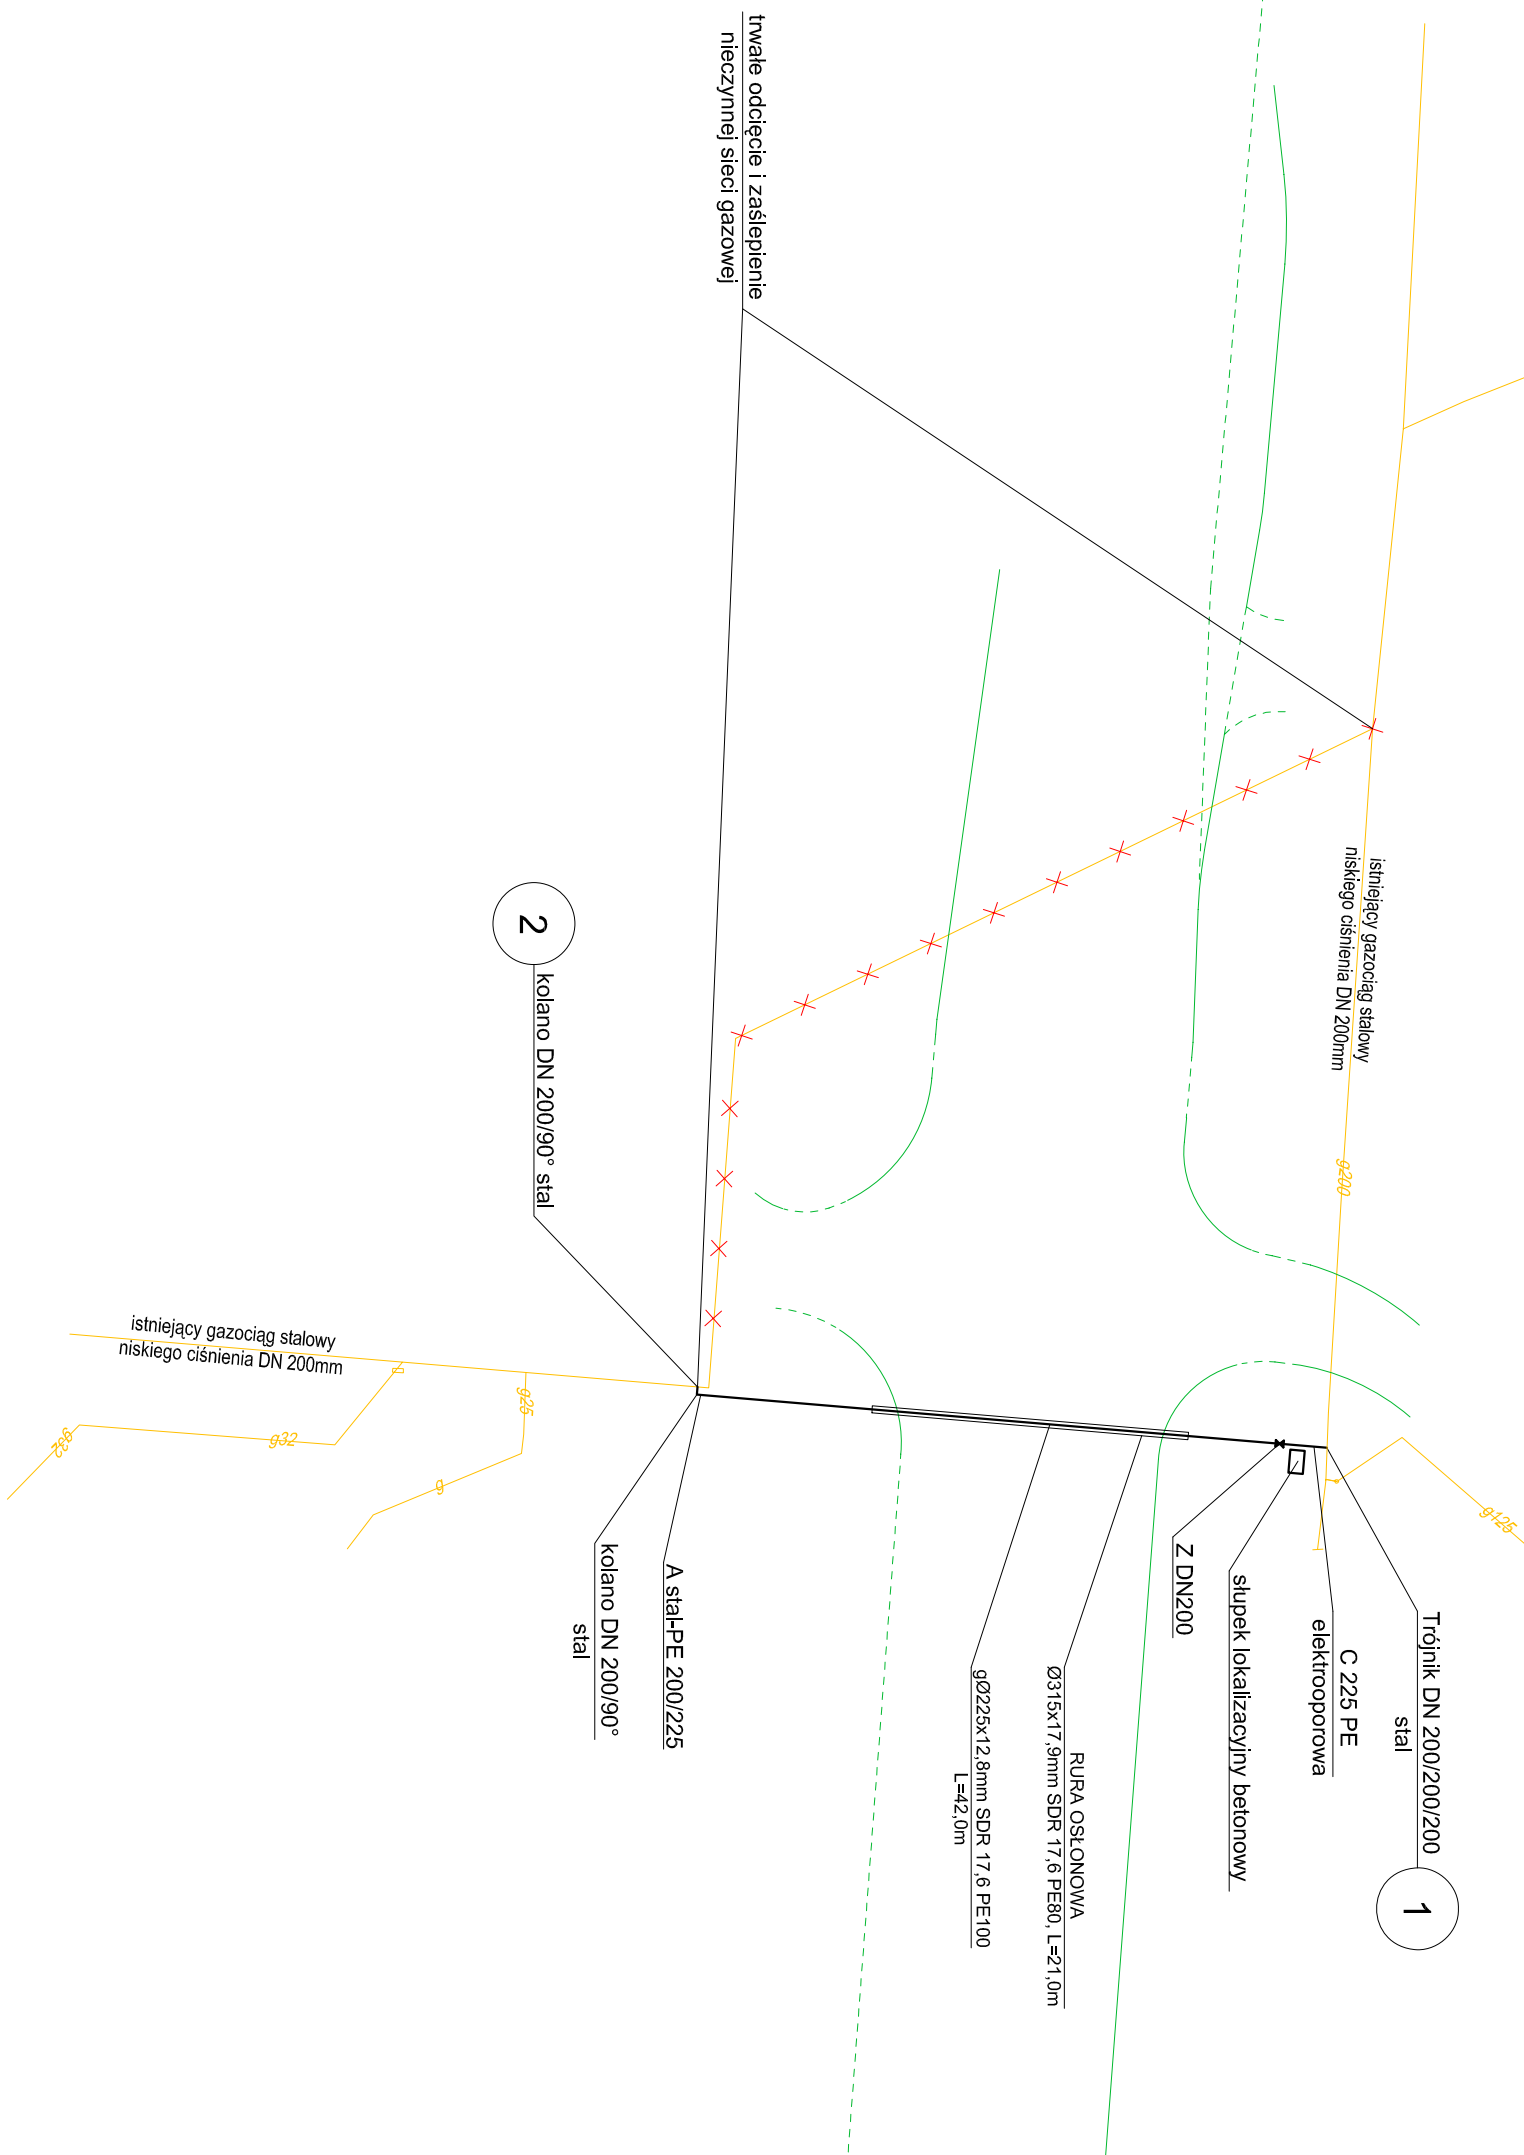 trwałe odcięcie i zaślepienie
nieczynnej sieci gazowej
istniejący gazociąg stalowy
niskiego ciśnienia DN 200mm
g200
2
kolano DN 200/90° stal
istniejący gazociąg stalowy
niskiego ciśnienia DN 200mm
g25
g32
g32
g
g125
Trójnik DN 200/200/200
stal
1
C 225 PE
elektrooporowa
słupek lokalizacyjny betonowy
Z DN200
RURA OSŁONOWA
Ø315x17,9mm SDR 17,6 PE80, L=21,0m
gØ225x12,8mm SDR 17,6 PE100
L=42,0m
A stal-PE 200/225
kolano DN 200/90°
stal